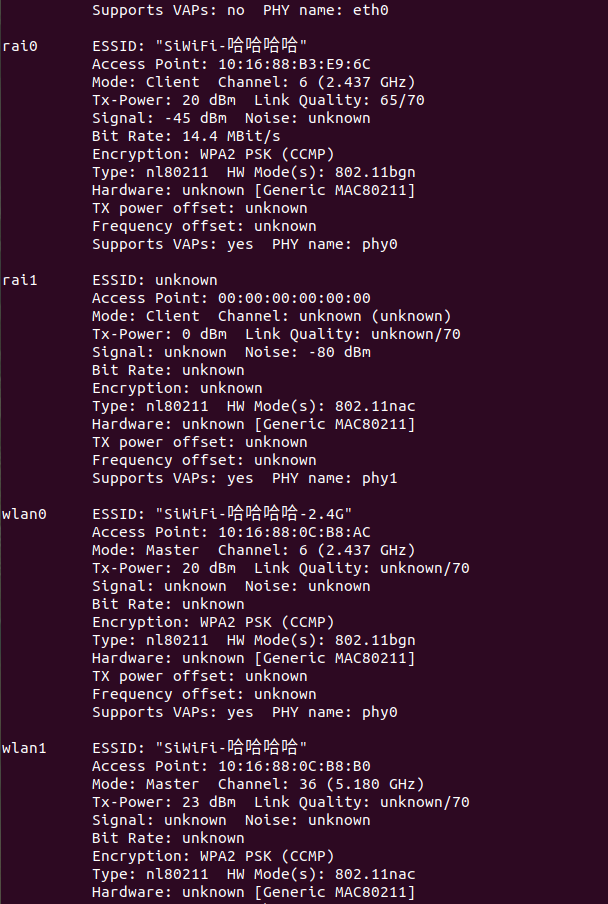 Supports VAPs: no  PHY name: eth0
rai0      ESSID: "SiWiFi-哈哈哈哈"
          Access Point: 10:16:88:B3:E9:6C
          Mode: Client  Channel: 6 (2.437 GHz)
          Tx-Power: 20 dBm  Link Quality: 65/70
          Signal: -45 dBm  Noise: unknown
          Bit Rate: 14.4 MBit/s
          Encryption: WPA2 PSK (CCMP)
          Type: nl80211  HW Mode(s): 802.11bgn
          Hardware: unknown [Generic MAC80211]
          TX power offset: unknown
          Frequency offset: unknown
          Supports VAPs: yes  PHY name: phy0
rai1      ESSID: unknown
          Access Point: 00:00:00:00:00:00
          Mode: Client  Channel: unknown (unknown)
          Tx-Power: 0 dBm  Link Quality: unknown/70
          Signal: unknown  Noise: -80 dBm
          Bit Rate: unknown
          Encryption: unknown
          Type: nl80211  HW Mode(s): 802.11nac
          Hardware: unknown [Generic MAC80211]
          TX power offset: unknown
          Frequency offset: unknown
          Supports VAPs: yes  PHY name: phy1
wlan0     ESSID: "SiWiFi-哈哈哈哈-2.4G"
          Access Point: 10:16:88:0C:B8:AC
          Mode: Master  Channel: 6 (2.437 GHz)
          Tx-Power: 20 dBm  Link Quality: unknown/70
          Signal: unknown  Noise: unknown
          Bit Rate: unknown
          Encryption: WPA2 PSK (CCMP)
          Type: nl80211  HW Mode(s): 802.11bgn
          Hardware: unknown [Generic MAC80211]
          TX power offset: unknown
          Frequency offset: unknown
          Supports VAPs: yes  PHY name: phy0
wlan1     ESSID: "SiWiFi-哈哈哈哈"
          Access Point: 10:16:88:0C:B8:B0
          Mode: Master  Channel: 36 (5.180 GHz)
          Tx-Power: 23 dBm  Link Quality: unknown/70
          Signal: unknown  Noise: unknown
          Bit Rate: unknown
          Encryption: WPA2 PSK (CCMP)
          Type: nl80211  HW Mode(s): 802.11nac
          Hardware: unknown [Generic MAC80211]